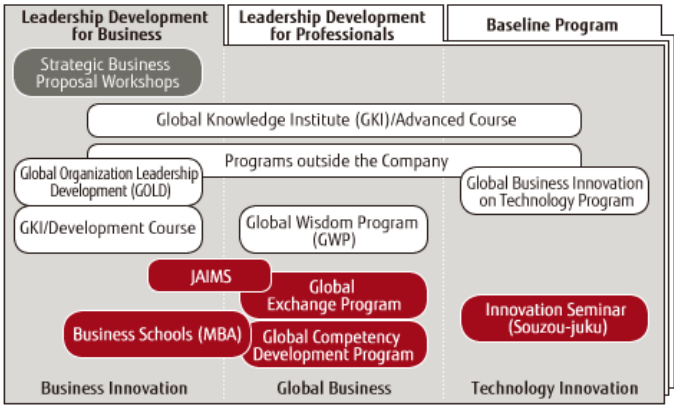 Leadership Development
for Business
Leadership Development
for Professionals
Baseline Program
Strategic Business
Proposal Workshops
Global Knowledge Institute (GKI)/Advanced Course
Programs outside the Company
Global Organization Leadership
Development (GOLD)
Global Business Innovation
on Technology Program
GKI/Development Course
Global Wisdom Program
(GWP)
JAIMS
Global
Exchange Program
Innovation Seminar
(Souzou-juku)
Business Schools (MBA)
Global Competency
Development Program
Business Innovation
Global Business
Technology Innovation